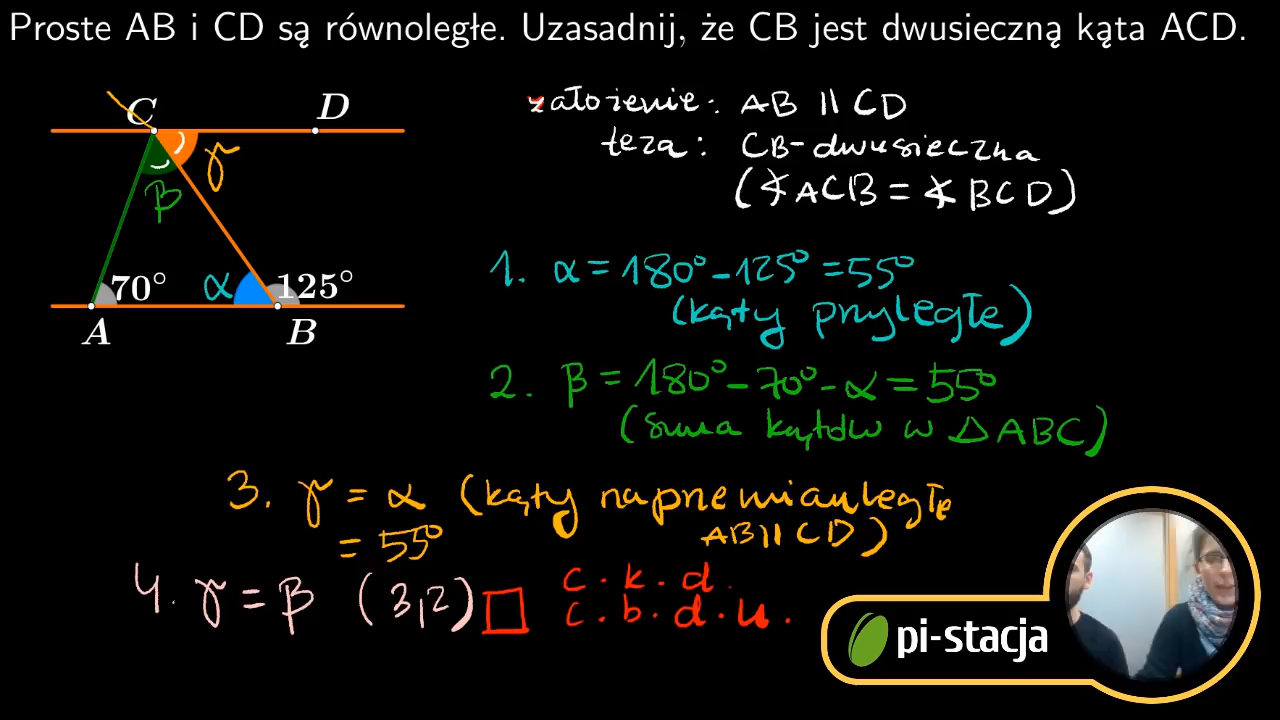 Proste AB i CD są równoległe. Uzasadnij, że CB jest dwusieczną kąta ACD.
C D
γ
β
70° α 125°
A B
założenie: AB || CD
teza: CB-dwusieczna
(∢ACB = ∢BCD)
1. α = 180° - 125° = 55°
(kąty przyległe)
2. β = 180° - 70° - α = 55°
(suma kątów w △ABC)
3. γ = α (kąty naprzemianległe
= 55° AB||CD)
4. γ = β (3,2) □ c.k.d.
c.b.d.u.
pi-stacja